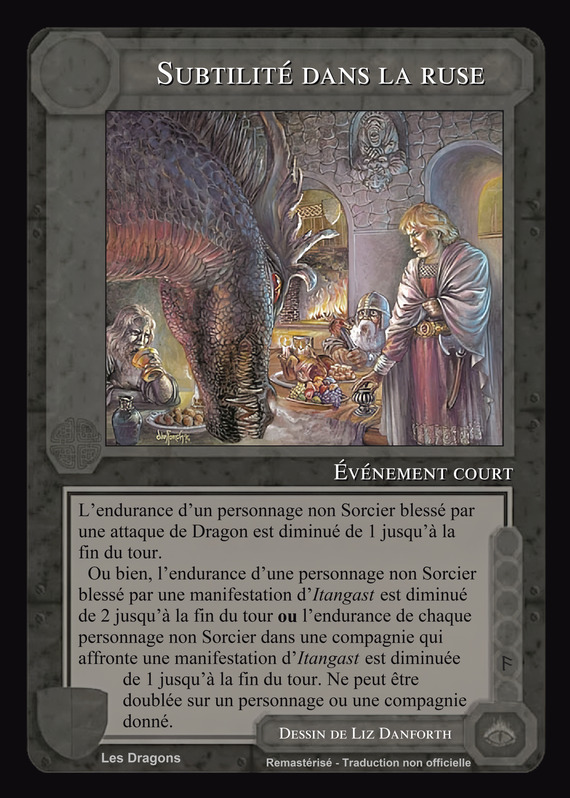 Subtilité dans la ruse
danforth
Événement court
L'endurance d'un personnage non Sorcier blessé par
une attaque de Dragon est diminué de 1 jusqu'à la
fin du tour.
Ou bien, l'endurance d'une personnage non Sorcier
blessé par une manifestation d'Itangast est diminué
de 2 jusqu'à la fin du tour ou l'endurance de chaque
personnage non Sorcier dans une compagnie qui
affronte une manifestation d'Itangast est diminuée
de 1 jusqu'à la fin du tour. Ne peut être
doublée sur un personnage ou une compagnie
donné.
Dessin de Liz Danforth
Les Dragons
Remastérisé - Traduction non officielle